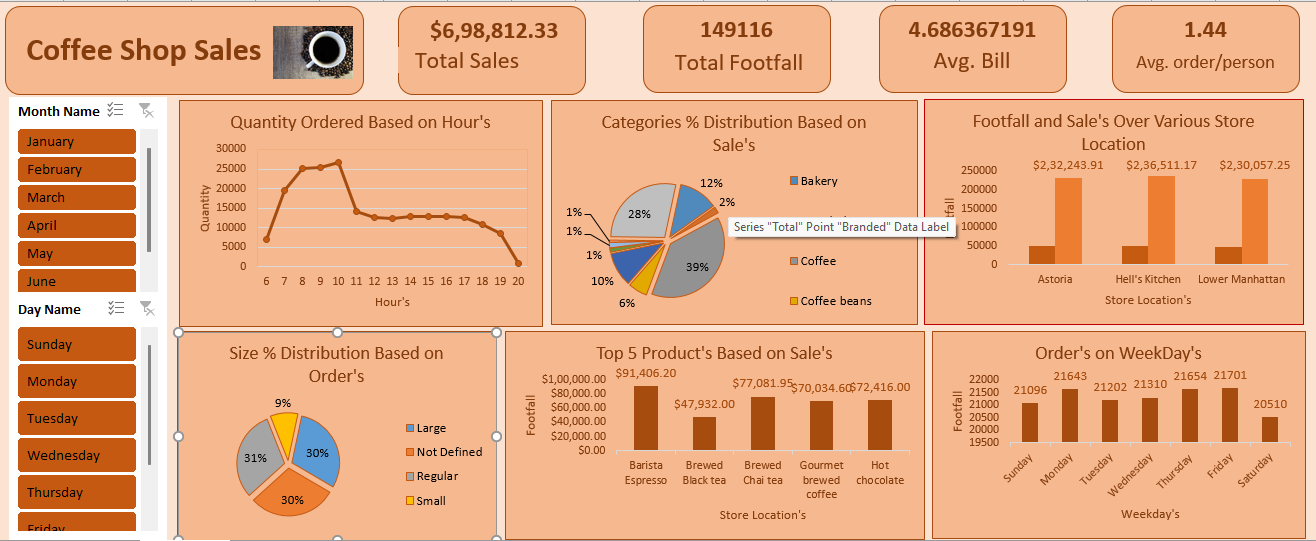 Coffee Shop Sales
$6,98,812.33
Total Sales
149116
Total Footfall
4.686367191
Avg. Bill
1.44
Avg. order/person
Month Name
January
February
March
April
May
June
Day Name
Sunday
Monday
Tuesday
Wednesday
Thursday
Friday
Quantity Ordered Based on Hour's
30000
25000
20000
15000
10000
5000
0
Quantity
6 7 8 9 10 11 12 13 14 15 16 17 18 19 20
Hour's
Categories % Distribution Based on
Sale's
12%
2%
39%
6%
10%
1%
1%
1%
28%
Bakery
Series "Total" Point "Branded" Data Label
Coffee
Coffee beans
Footfall and Sale's Over Various Store
Location
$2,32,243.91 $2,36,511.17 $2,30,057.25
250000
200000
150000
100000
50000
0
Astoria Hell's Kitchen Lower Manhattan
Store Location's
Size % Distribution Based on
Order's
9%
30%
30%
31%
Large
Not Defined
Regular
Small
Top 5 Product's Based on Sale's
$91,406.20 $47,932.00 $77,081.95 $70,034.60 $72,416.00
$1,00,000.00
$80,000.00
$60,000.00
$40,000.00
$20,000.00
$0.00
Footfall
Barista Espresso
Brewed Black tea
Brewed Chai tea
Gourmet brewed coffee
Hot chocolate
Store Location's
Order's on WeekDay's
21096 21643 21202 21310 21654 21701 20510
22000
21500
21000
20500
20000
19500
Footfall
Sunday Monday Tuesday Wednesday Thursday Friday Saturday
Weekday's